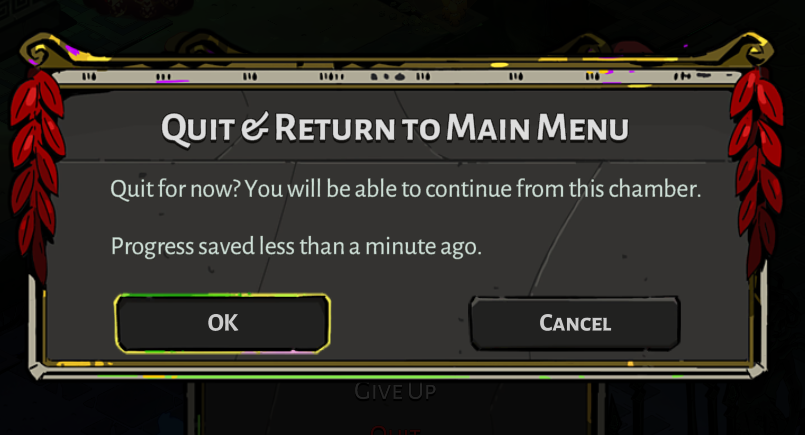 Quit & Return to Main Menu
Quit for now? You will be able to continue from this chamber.
Progress saved less than a minute ago.
OK
Cancel
Give Up
Quit